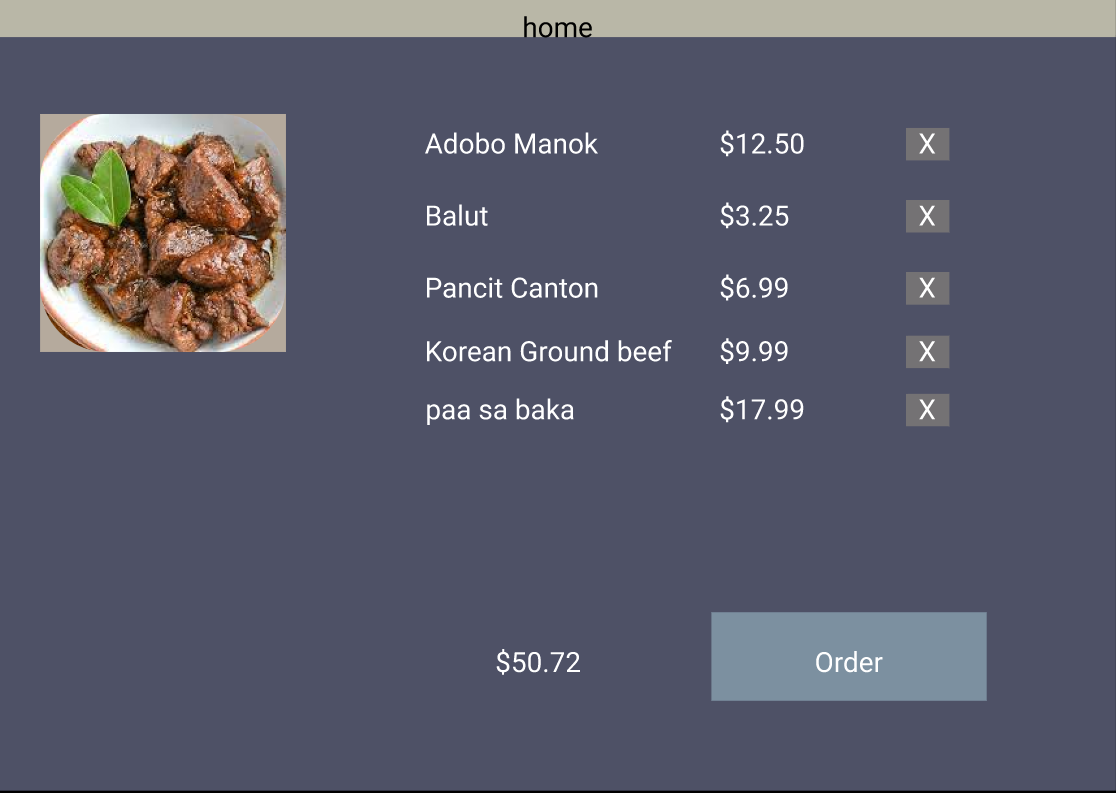 home
Adobo Manok $12.50 X
Balut $3.25 X
Pancit Canton $6.99 X
Korean Ground beef $9.99 X
paa sa baka $17.99 X
$50.72 Order